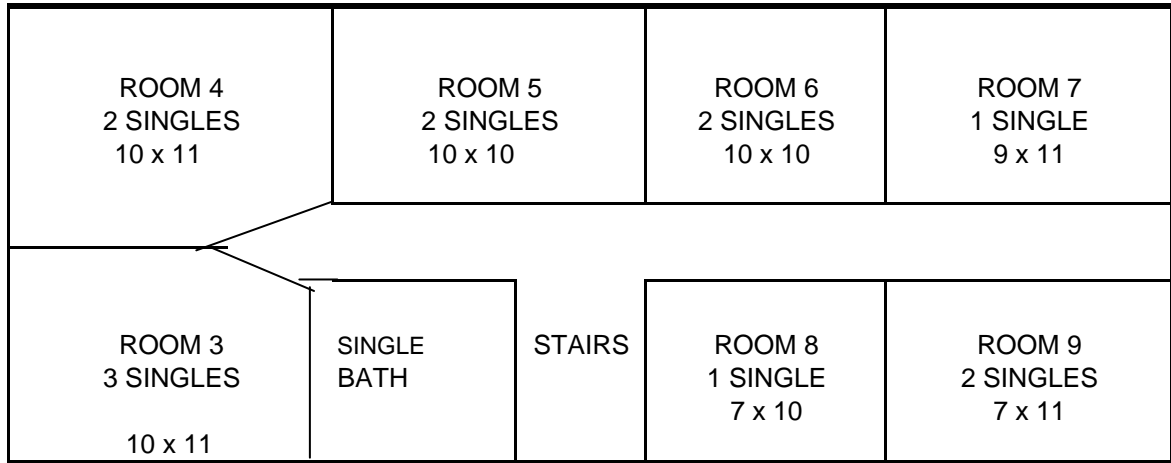 ROOM 4
2 SINGLES
10 x 11
ROOM 5
2 SINGLES
10 x 10
ROOM 6
2 SINGLES
10 x 10
ROOM 7
1 SINGLE
9 x 11
ROOM 3
3 SINGLES
10 x 11
SINGLE
BATH
STAIRS
ROOM 8
1 SINGLE
7 x 10
ROOM 9
2 SINGLES
7 x 11